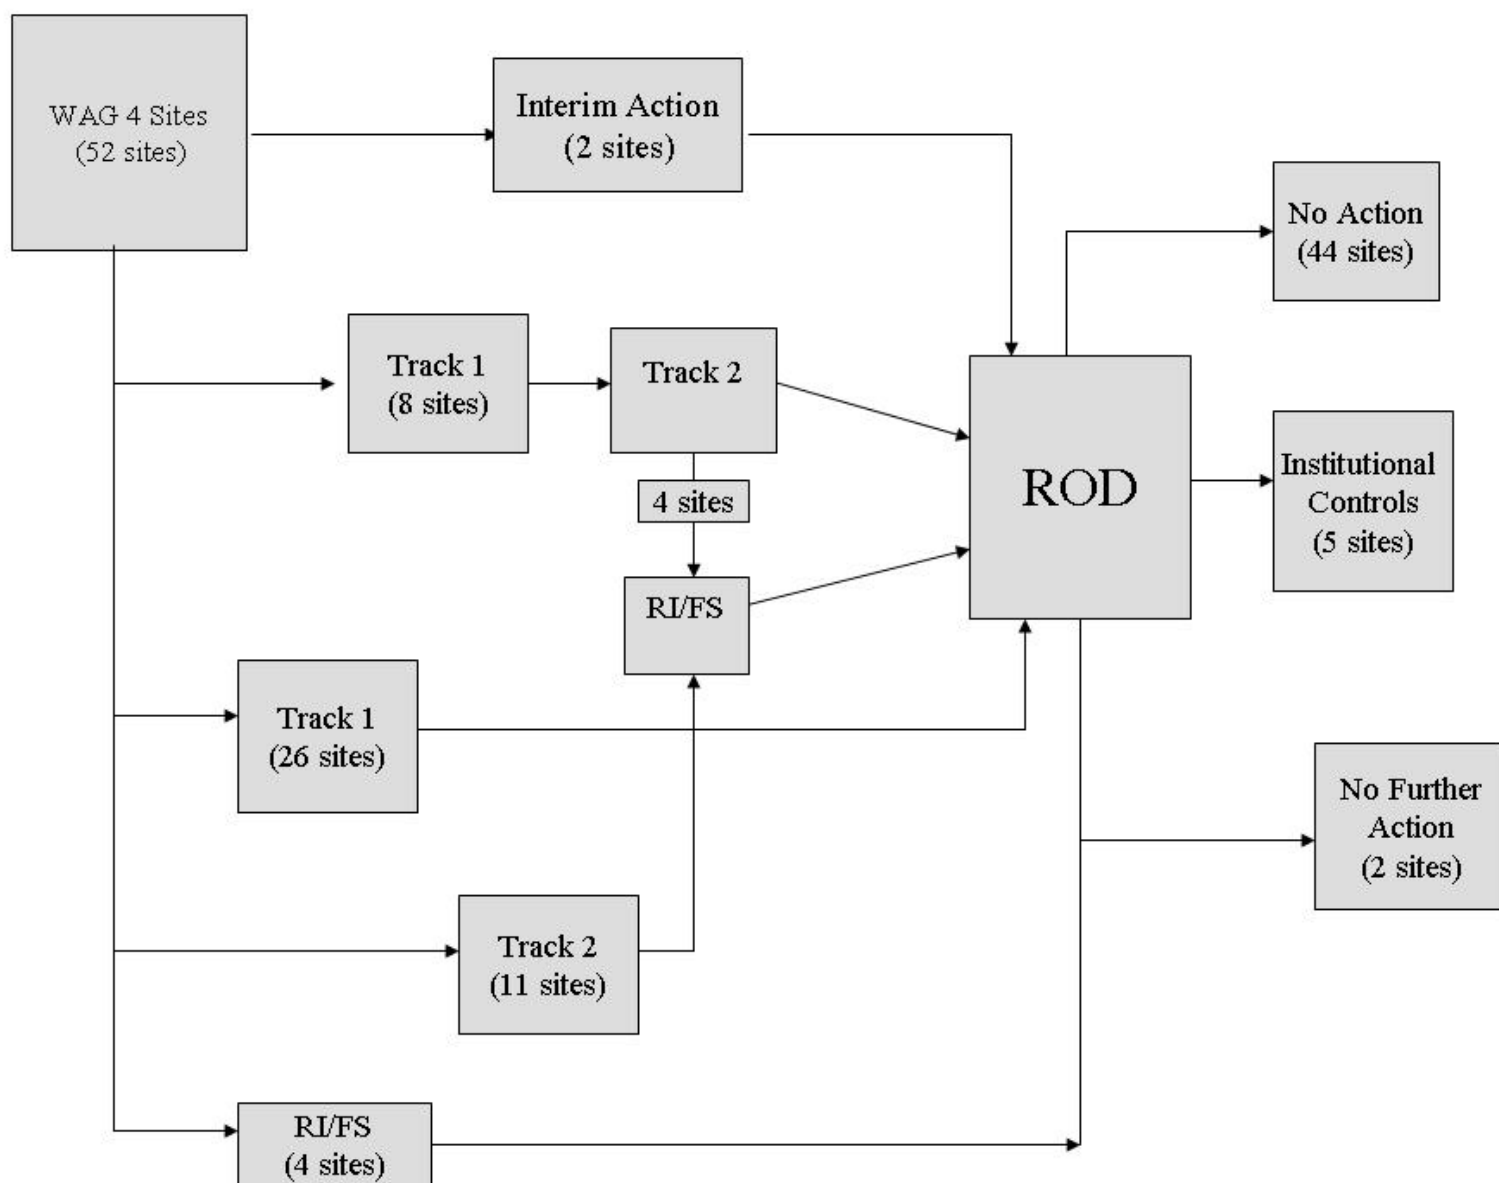 WAG 4 Sites
(52 sites)
Interim Action
(2 sites)
No Action
(44 sites)
Track 1
(8 sites)
Track 2
4 sites
RI/FS
ROD
Institutional
Controls
(5 sites)
Track 1
(26 sites)
No Further
Action
(2 sites)
Track 2
(11 sites)
RI/FS
(4 sites)